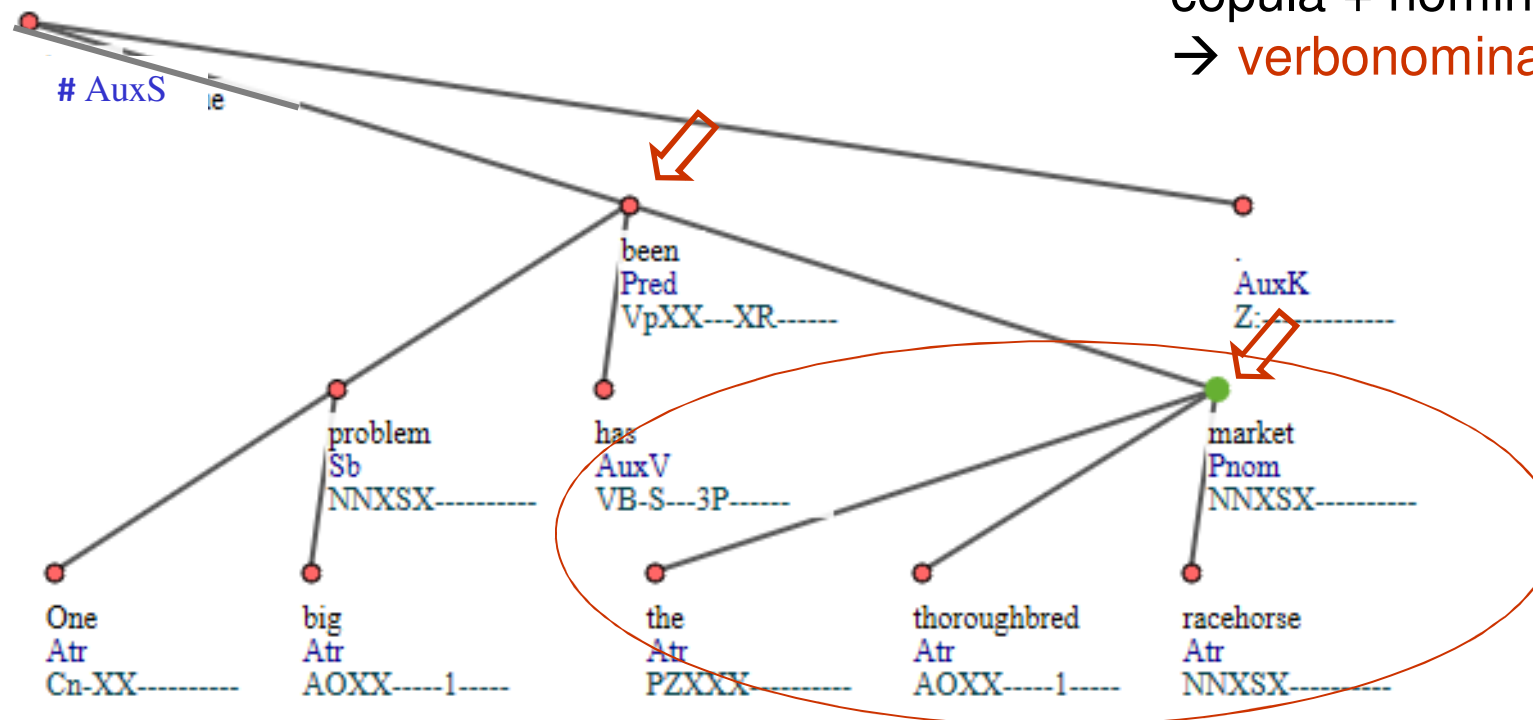 →
# AuxS
been
Pred
VpXX---XR------
.
AuxK
Z:-------------
problem
Sb
NNXSX----------
has
AuxV
VB-S---3P------
market
Pnom
NNXSX----------
One
Atr
Cn-XX----------
big
Atr
AOXX-----1-----
the
Atr
PZXXX----------
thoroughbred
Atr
AOXX-----1-----
racehorse
Atr
NNXSX----------